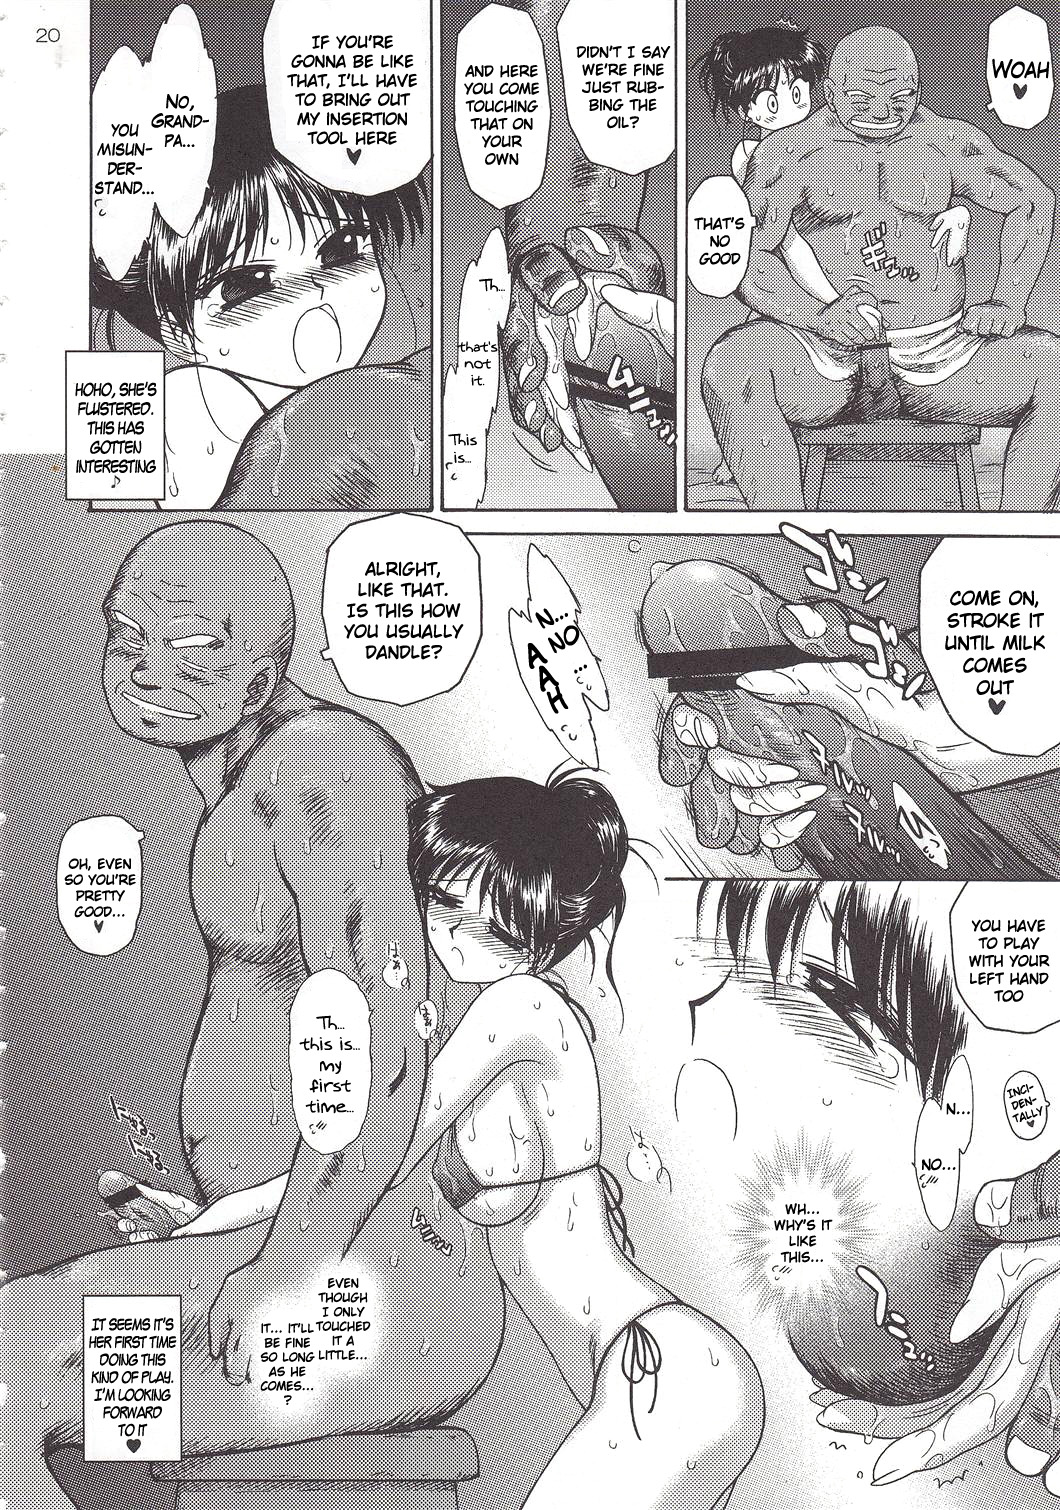 20
WOAH
THAT'S
NO
GOOD
DIDN'T I SAY
WE'RE FINE
JUST RUB-
BING THE
OIL?
AND HERE
YOU COME
TOUCHING
THAT ON
YOUR
OWN
Th...
that's
not
it.
This
is...
IF YOU'RE
GONNA BE LIKE
THAT, I'LL HAVE
TO BRING OUT
MY INSERTION
TOOL HERE
NO,
GRAND-
PA...
YOU
MISUN-
DER-
STAND...
HOHO, SHE'S
FLUSTERED.
THIS HAS
GOTTEN
INTERESTING
COME ON,
STROKE IT
UNTIL MILK
COMES
OUT
N...
NO
...
AAH
ALRIGHT,
LIKE THAT.
IS THIS HOW
YOU USUALLY
DANDLE?
OH, EVEN
SO YOU'RE
PRETTY
GOOD...
Th...
this is...
my
first
time...
YOU HAVE
TO PLAY
WITH YOUR
LEFT HAND
TOO
INCI-
DEN-
TALLY
N...
NO...
WH...
WHY'S IT
LIKE
THIS...
EVEN
THOUGH
I ONLY
TOUCHED
IT A
LITTLE...
IT... IT'LL
BE FINE
SO LONG
AS HE
COMES...
?
IT SEEMS IT'S
HER FIRST TIME
DOING THIS
KIND OF PLAY.
I'M LOOKING
FORWARD
TO IT